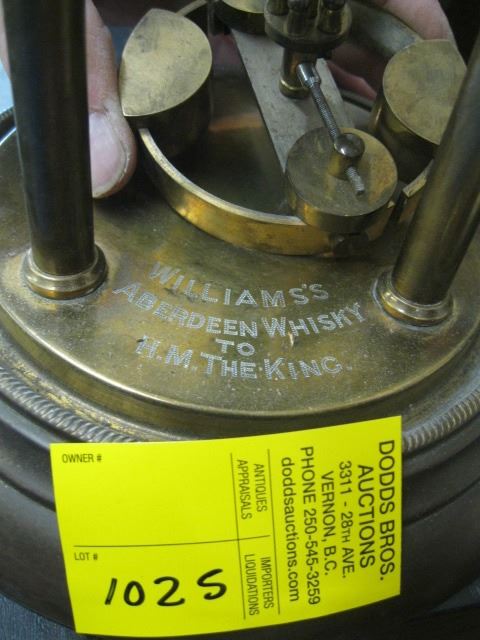 WILLIAMS'S
ABERDEEN WHISKY
TO
H.M. THE KING.
OWNER #
LOT #
1025
ANTIQUES
APPRAISALS
IMPORTERS
LIQUIDATIONS
DODDS BROS.
AUCTIONS
3311 - 28TH AVE.
VERNON, B.C.
PHONE 250-545-3259
doddsauctions.com